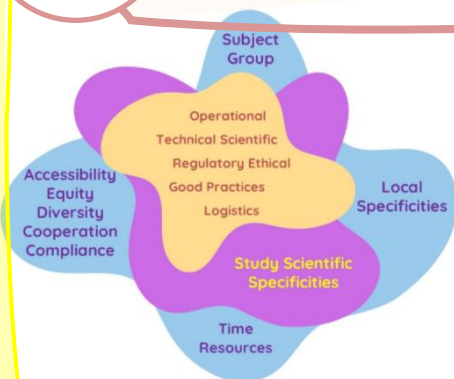 Subject
Group
Operational
Technical Scientific
Regulatory Ethical
Good Practices
Logistics
Accessibility
Equity
Diversity
Cooperation
Compliance
Local
Specificities
Study Scientific
Specificities
Time
Resources